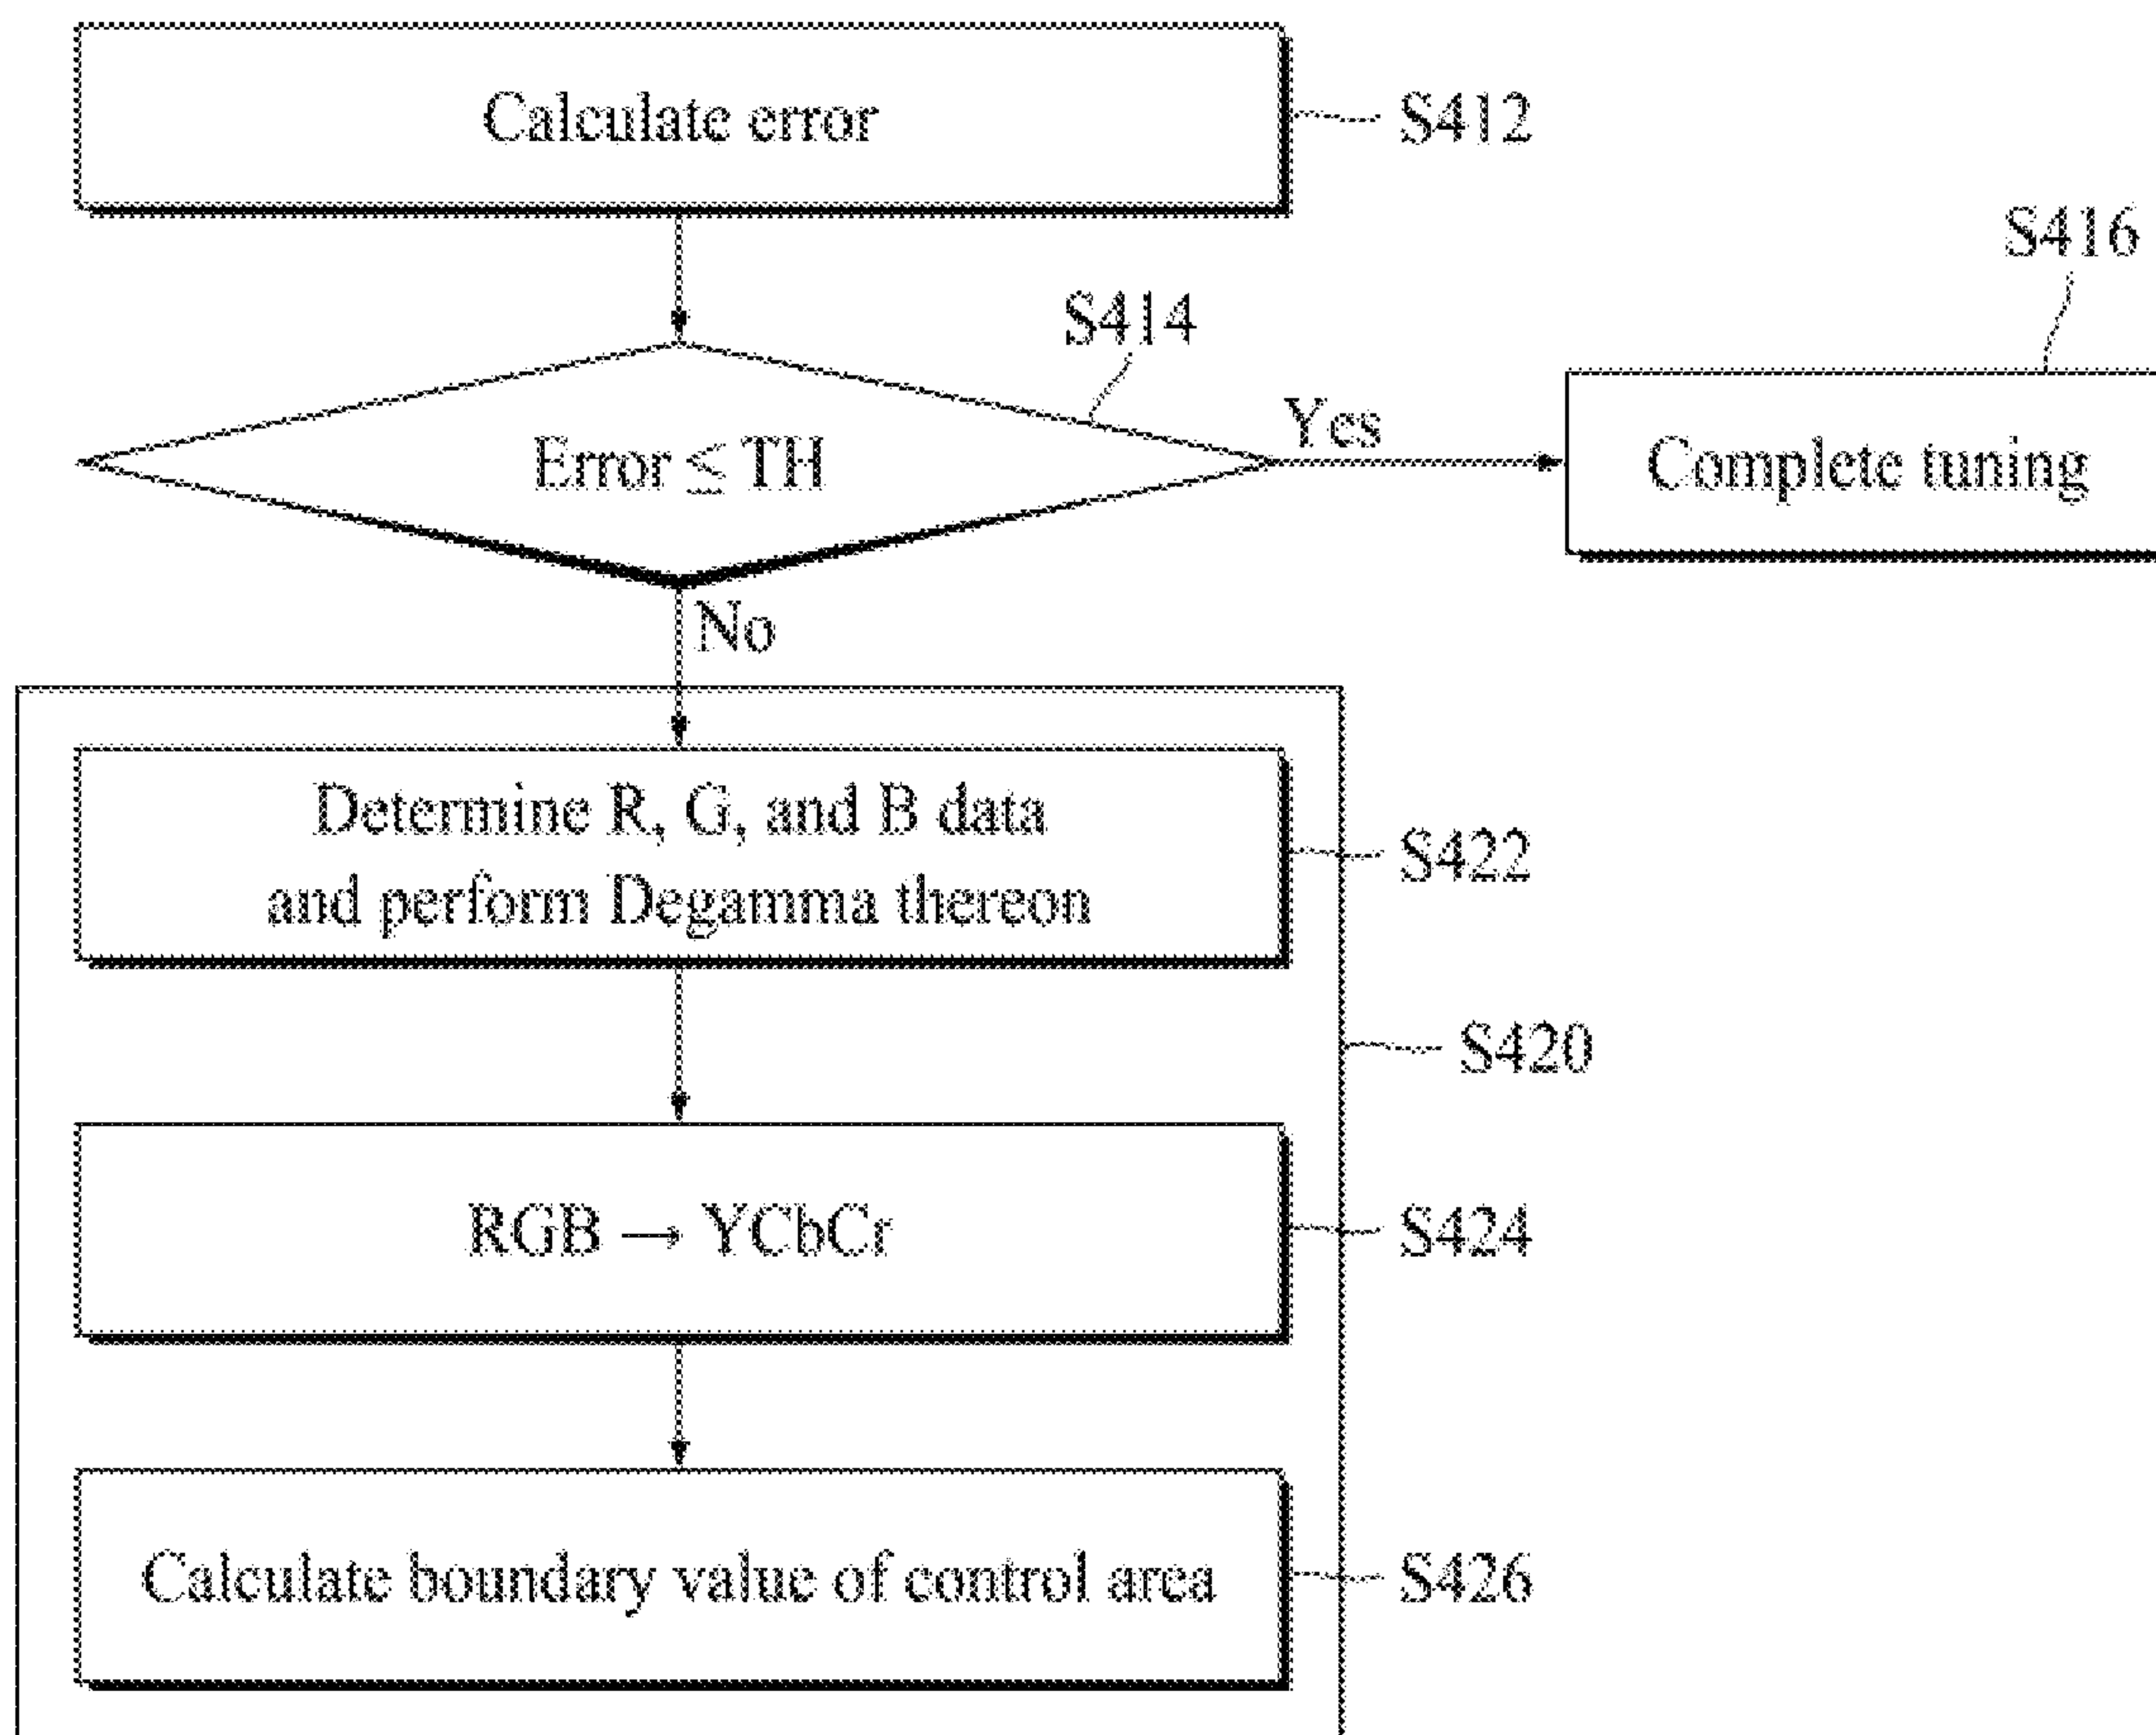 Calculate error
S412
S416
S414
Error ≤ TH
Yes
Complete tuning
No
Determine R, G, and B data
and perform Degamma thereon
S422
S420
RGB → YCbCr
S424
Calculate boundary value of control area
S426